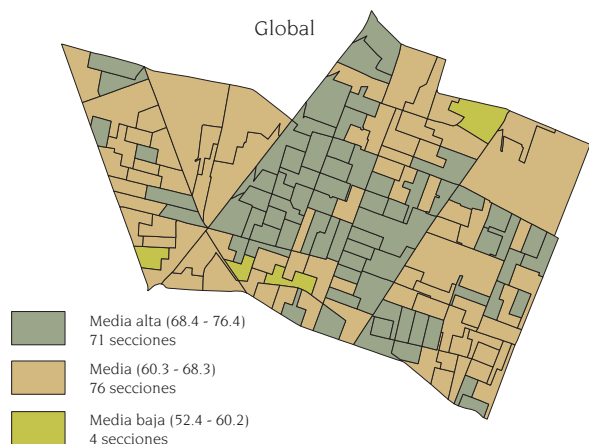 Global
Media alta (68.4 - 76.4)
71 secciones
Media (60.3 - 68.3)
76 secciones
Media baja (52.4 - 60.2)
4 secciones